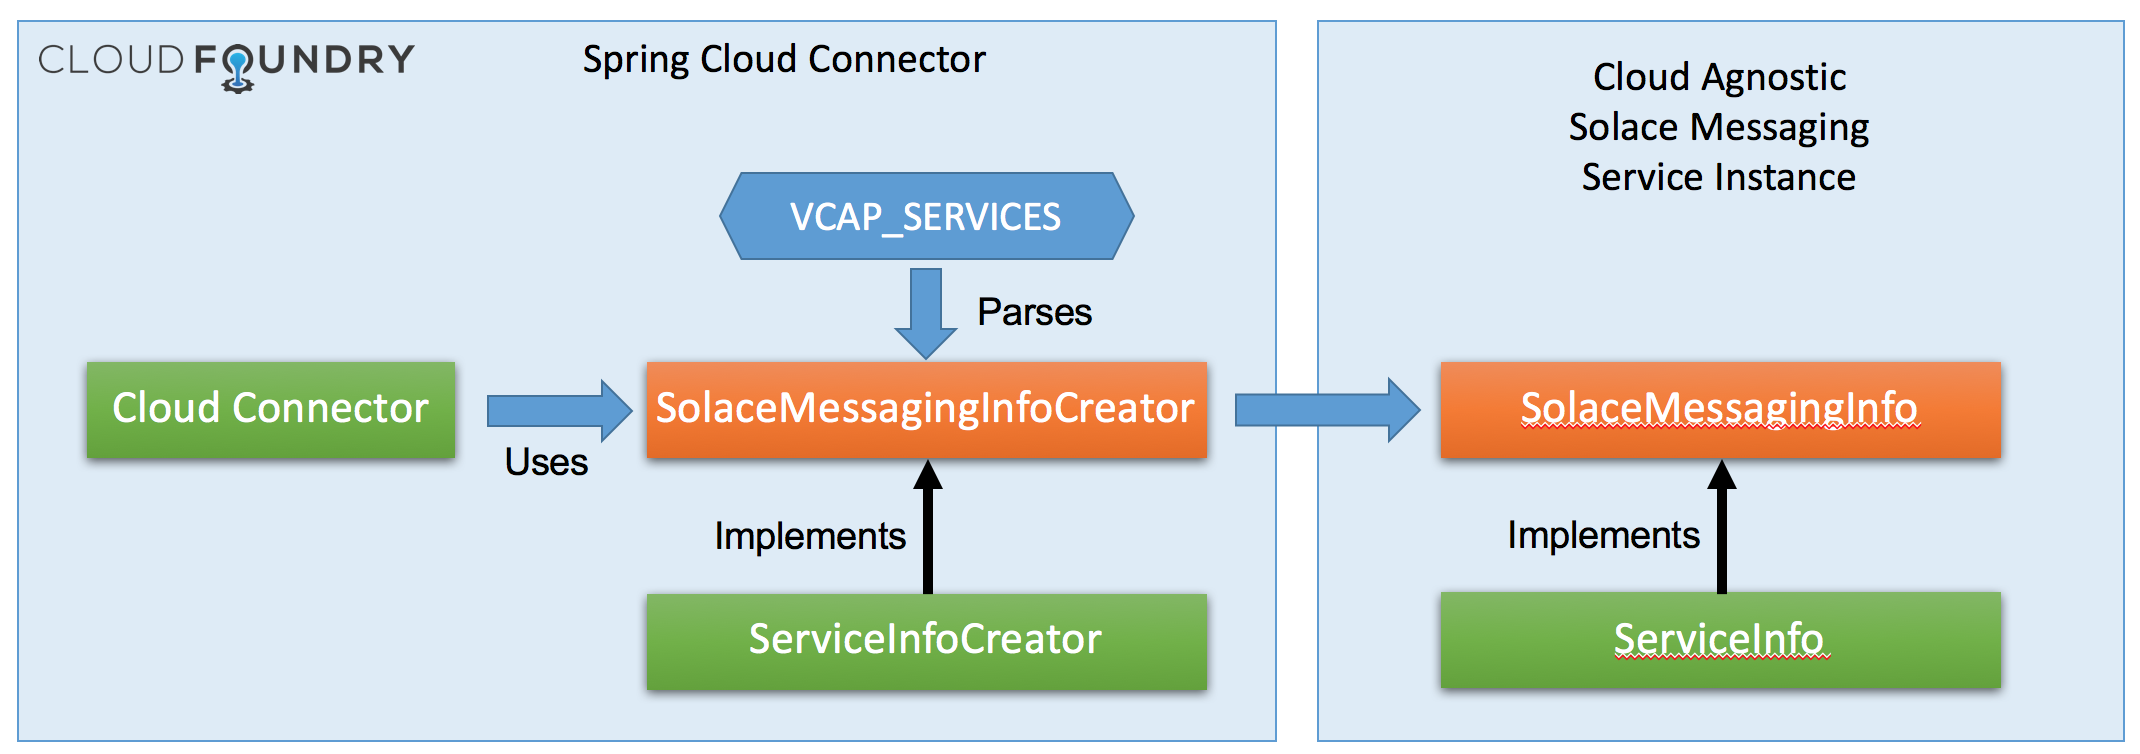 CLOUD FOUNDRY
Spring Cloud Connector
VCAP_SERVICES
Parses
Cloud Connector
Uses
SolaceMessagingInfoCreator
Implements
ServiceInfoCreator
Cloud Agnostic
Solace Messaging
Service Instance
SolaceMessagingInfo
Implements
ServiceInfo